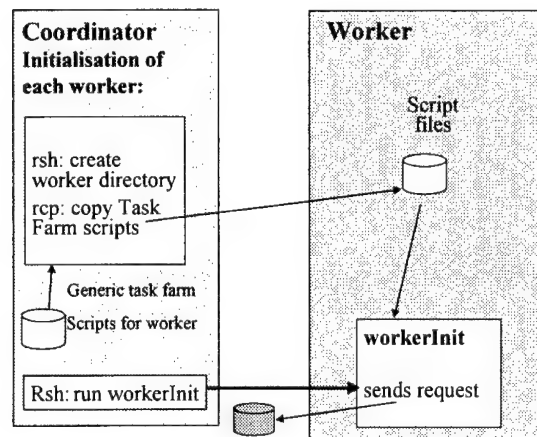 Coordinator
Initialisation of
each worker:
rsh: create
worker directory
rcp: copy Task
Farm scripts
Generic task farm
Scripts for worker
Rsh: run workerInit
Worker
Script
files
workerInit
sends request